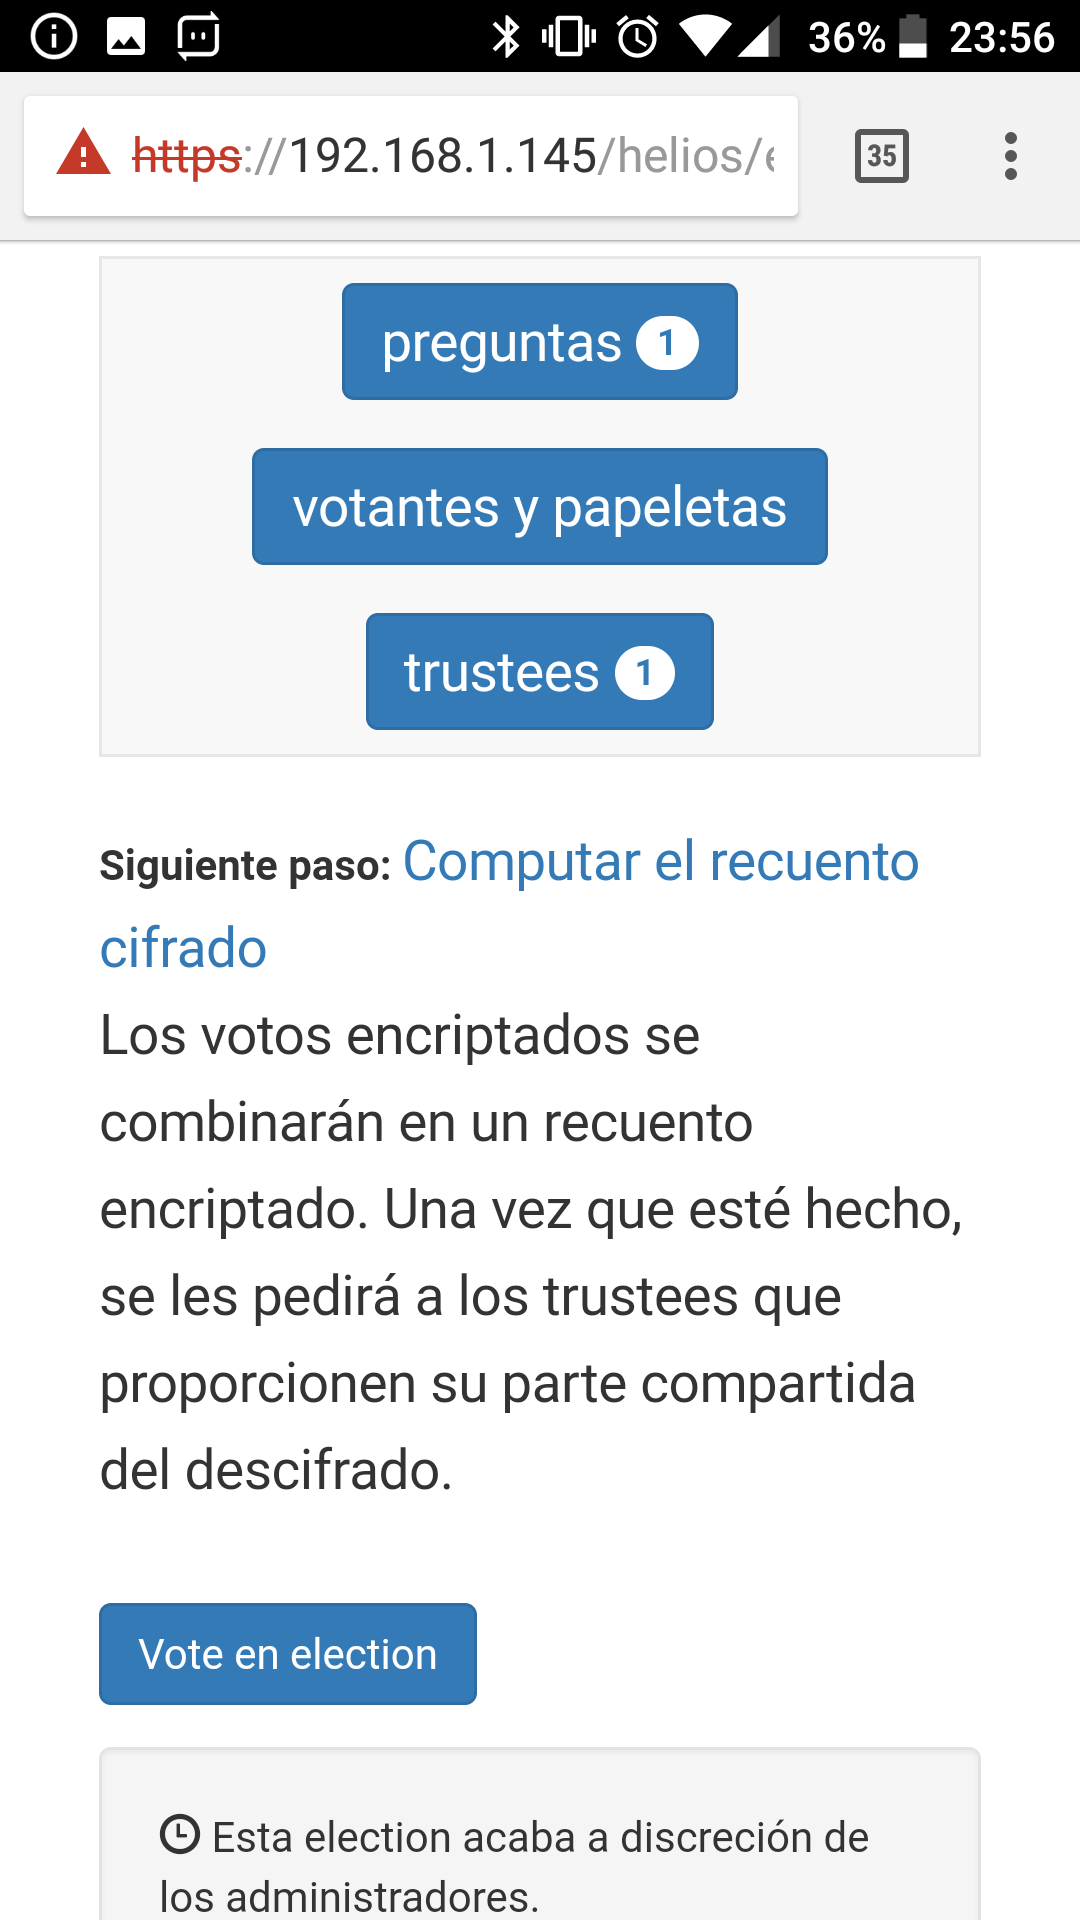 36% 23:56
https://192.168.1.145/helios/e
35
preguntas 1
votantes y papeletas
trustees 1
Siguiente paso: Computar el recuento
cifrado
Los votos encriptados se
combinarán en un recuento
encriptado. Una vez que esté hecho,
se les pedirá a los trustees que
proporcionen su parte compartida
del descifrado.
Vote en election
Esta election acaba a discreción de
los administradores.